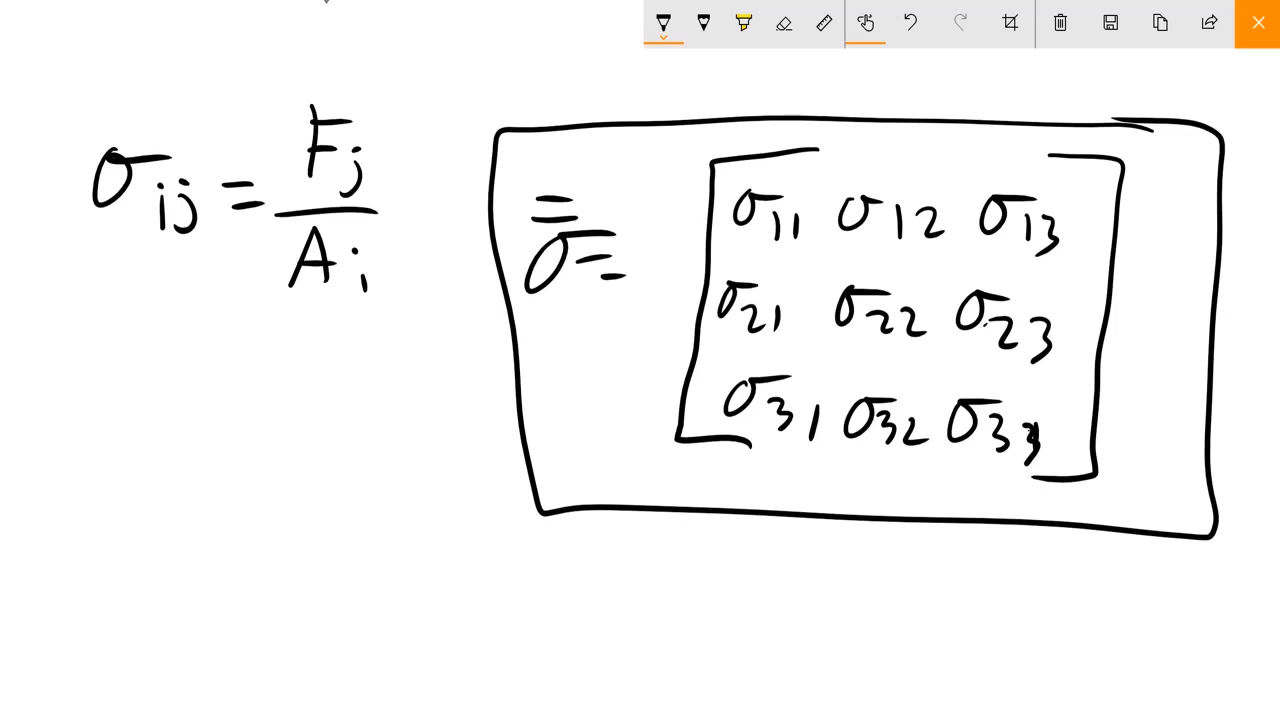 σij = Fj / Ai
σ̿ = [σ11 σ12 σ13
σ21 σ22 σ23
σ31 σ32 σ33]